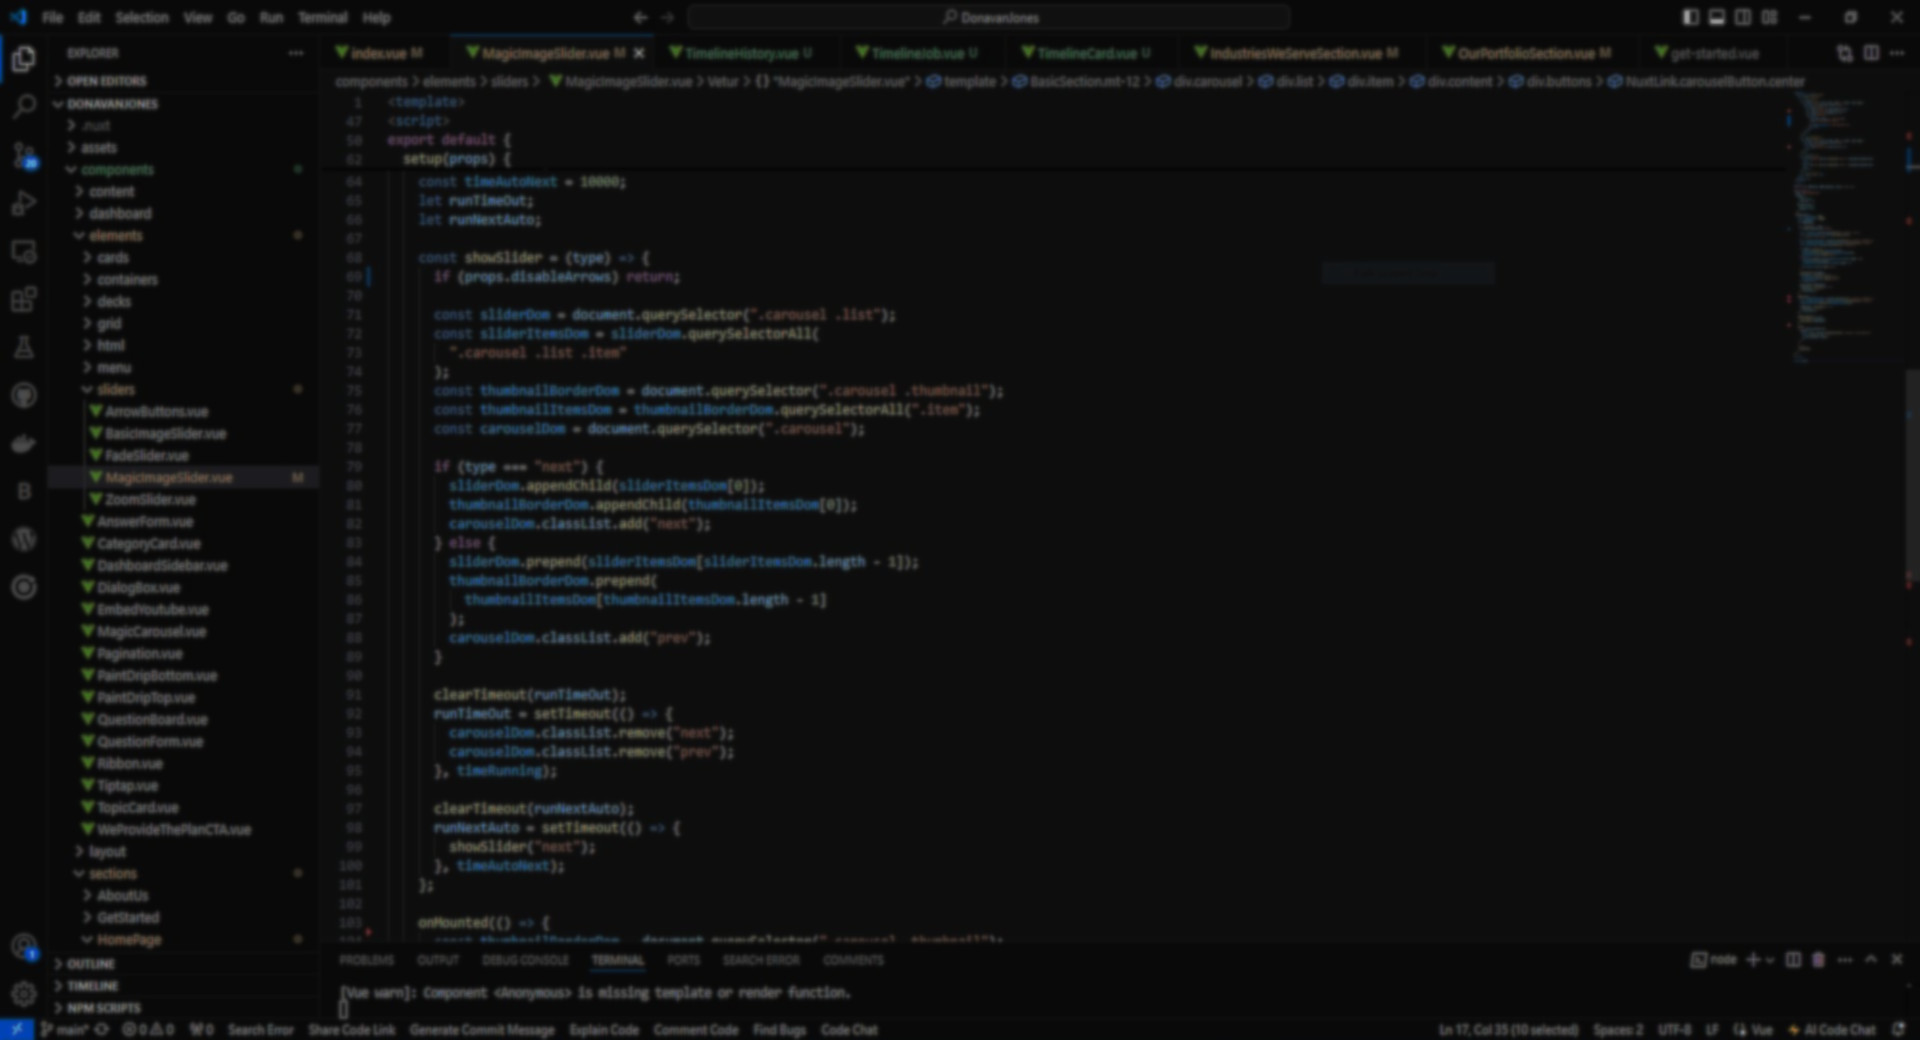 File Edit Selection View Go Run Terminal Help
DonavanJones
EXPLORER
index.vue M
MagicImageSlider.vue M
TimelineHistory.vue U
TimelineJob.vue U
TimelineCard.vue U
IndustriesWeServeSection.vue M
OurPortfolioSection.vue M
get-started.vue
components > elements > sliders > MagicImageSlider.vue > Vetur > {} "MagicImageSlider.vue" > template > BasicSection.mt-12 > div.carousel > div.list > div.item > div.content > div.buttons > NuxtLink.carouselButton.center
OPEN EDITORS
DONAVANJONES
.nuxt
assets
components
content
dashboard
elements
cards
containers
decks
grid
html
menu
sliders
ArrowButtons.vue
BasicImageSlider.vue
FadeSlider.vue
MagicImageSlider.vue M
ZoomSlider.vue
AnswerForm.vue
CategoryCard.vue
DashboardSidebar.vue
DialogBox.vue
EmbedYoutube.vue
MagicCarousel.vue
Pagination.vue
PaintDripBottom.vue
PaintDripTop.vue
QuestionBoard.vue
QuestionForm.vue
Ribbon.vue
Tiptap.vue
TopicCard.vue
WeProvideThePlanCTA.vue
layout
sections
AboutUs
GetStarted
HomePage
OUTLINE
TIMELINE
NPM SCRIPTS
1 <template>
47 <script>
50 export default {
62 setup(props) {
64 const timeAutoNext = 10000;
65 let runTimeOut;
66 let runNextAuto;
67
68 const showSlider = (type) => {
69 if (props.disableArrows) return;
70
71 const sliderDom = document.querySelector(".carousel .list");
72 const sliderItemsDom = sliderDom.querySelectorAll(
73 ".carousel .list .item"
74 );
75 const thumbnailBorderDom = document.querySelector(".carousel .thumbnail");
76 const thumbnailItemsDom = thumbnailBorderDom.querySelectorAll(".item");
77 const carouselDom = document.querySelector(".carousel");
78
79 if (type === "next") {
80 sliderDom.appendChild(sliderItemsDom[0]);
81 thumbnailBorderDom.appendChild(thumbnailItemsDom[0]);
82 carouselDom.classList.add("next");
83 } else {
84 sliderDom.prepend(sliderItemsDom[sliderItemsDom.length - 1]);
85 thumbnailBorderDom.prepend(
86 thumbnailItemsDom[thumbnailItemsDom.length - 1]
87 );
88 carouselDom.classList.add("prev");
89 }
90
91 clearTimeout(runTimeOut);
92 runTimeOut = setTimeout(() => {
93 carouselDom.classList.remove("next");
94 carouselDom.classList.remove("prev");
95 }, timeRunning);
96
97 clearTimeout(runNextAuto);
98 runNextAuto = setTimeout(() => {
99 showSlider("next");
100 }, timeAutoNext);
101 };
102
103 onMounted(() => {
104 const thumbnailBorderDom = document.querySelector(".carousel .thumbnail");
PROBLEMS OUTPUT DEBUG CONSOLE TERMINAL PORTS SEARCH ERROR COMMENTS
node
[Vue warn]: Component <Anonymous> is missing template or render function.
main* 0 0 0 Search Error Share Code Link Generate Commit Message Explain Code Comment Code Find Bugs Code Chat
Ln 17, Col 35 (10 selected) Spaces: 2 UTF-8 LF Vue AI Code Chat